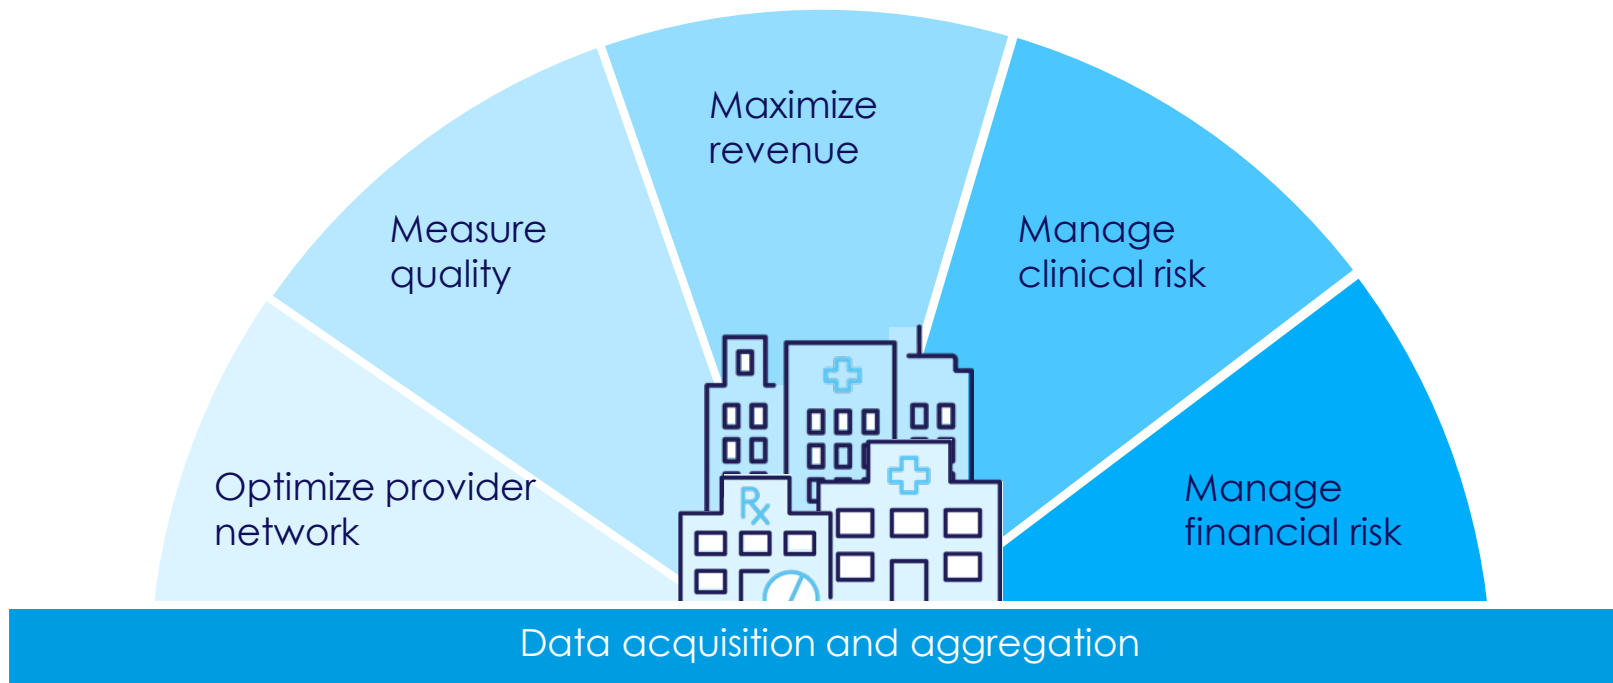 Maximize
revenue
Measure
quality
Manage
clinical risk
Optimize provider
network
Manage
financial risk
Rx
Data acquisition and aggregation